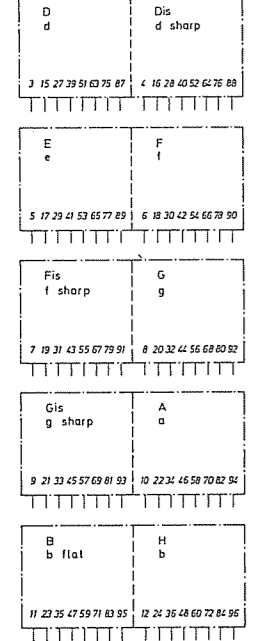 D Dis
d d sharp
3 15 27 39 51 63 75 87 4 16 28 40 52 64 76 88
E F
e f
5 17 29 41 53 65 77 89 6 18 30 42 54 66 78 90
Fis G
f sharp g
7 19 31 43 55 67 79 91 8 20 32 44 56 68 80 92
Gis A
g sharp a
9 21 33 45 57 69 81 93 10 22 34 46 58 70 82 94
B H
b flat b
11 23 35 47 59 71 83 95 12 24 36 48 60 72 84 96